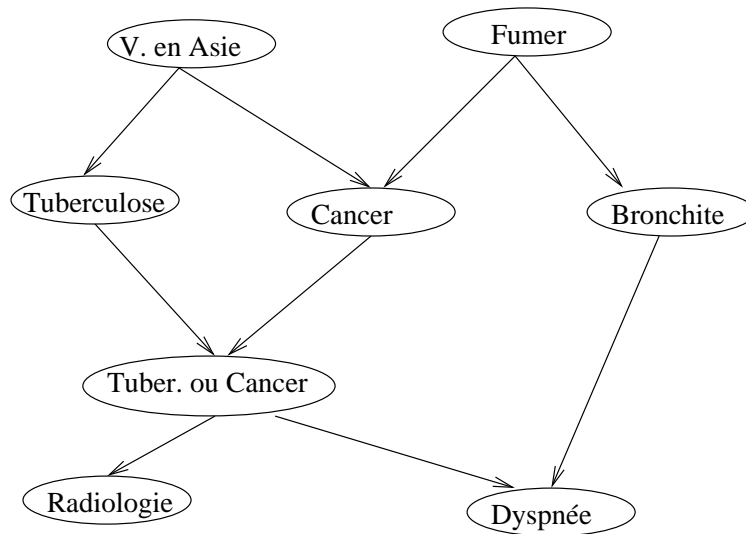 V. en Asie
Fumer
Tuberculose
Cancer
Bronchite
Tuber. ou Cancer
Radiologie
Dyspnée